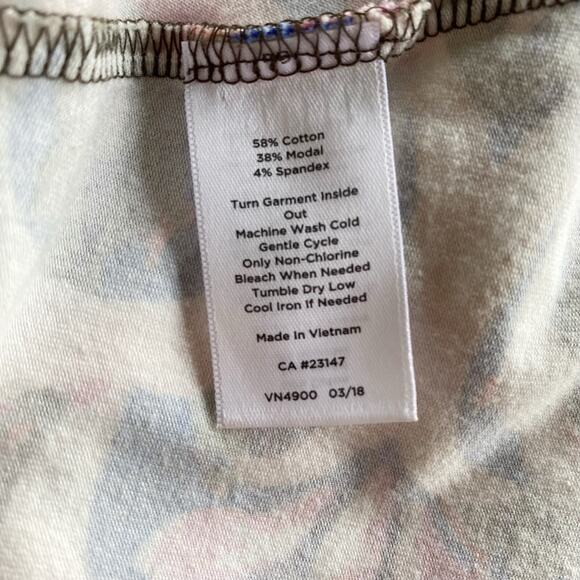 58% Cotton
38% Modal
4% Spandex
Turn Garment Inside
Out
Machine Wash Cold
Gentle Cycle
Only Non-Chlorine
Bleach When Needed
Tumble Dry Low
Cool Iron If Needed
Made In Vietnam
CA #23147
VN4900 03/18